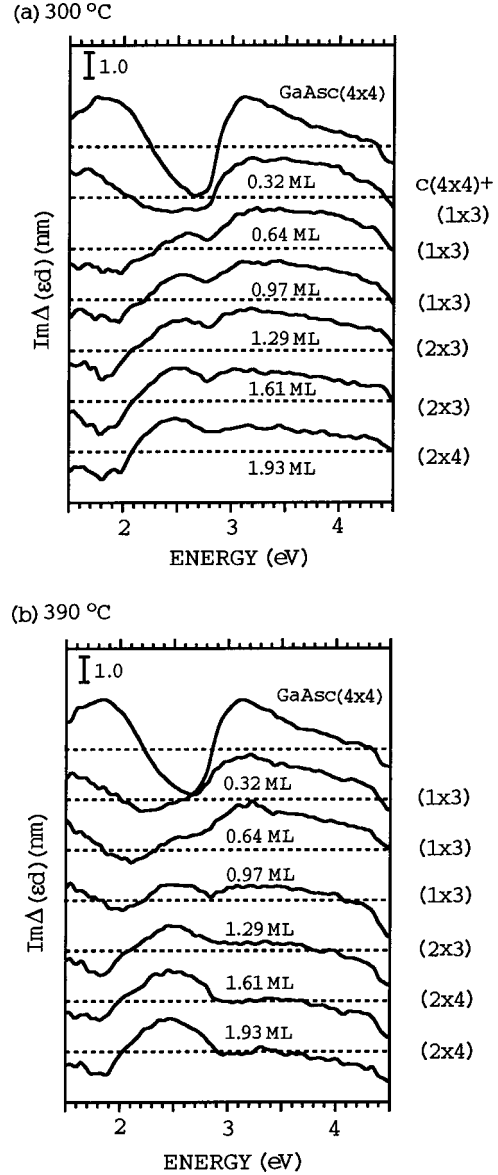 (a) 300 °C
1.0
GaAsc(4x4)
0.32 ML
c(4x4)+
(1x3)
0.64 ML
(1x3)
0.97 ML
(1x3)
1.29 ML
(2x3)
1.61 ML
(2x3)
1.93 ML
(2x4)
ImΔ(εd)(nm)
2 3 4
ENERGY (eV)
(b) 390 °C
1.0
GaAsc(4x4)
0.32 ML
(1x3)
0.64 ML
(1x3)
0.97 ML
(1x3)
1.29 ML
(2x3)
1.61 ML
(2x4)
1.93 ML
(2x4)
ImΔ(εd)(nm)
2 3 4
ENERGY (eV)